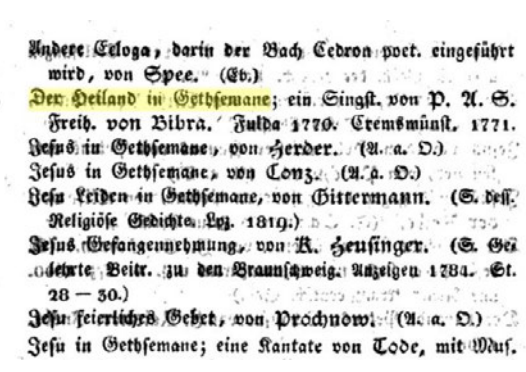 Andere Ecloga, darin der Bach Cedron poet. eingeführt
wird, von Spee. (Eb.)
Der Heiland in Gethsemane; ein Singst. von P. A. S.
Freih. von Bibra. Fulda 1770. Cremsmünst. 1771.
Jesus in Gethsemane, von Herder. (A. a. O.)
Jesus in Gethsemane, von Conz. (A. a. O.)
Jesu Leiden in Gethsemane, von Gittermann. (S. dess.
Religiöse Gedichte. Lpz. 1819.)
Jesus Gefangennehmung, von K. Heusinger. (S. Ge
lehrte Beitr. zu den Braunschweig. Anzeigen 1784. St.
28 — 30.)
Jesu feierliches Gebet, von Prochnow. (A. a. O.)
Jesu in Gethsemane; eine Kantate von Tode, mit Mus.